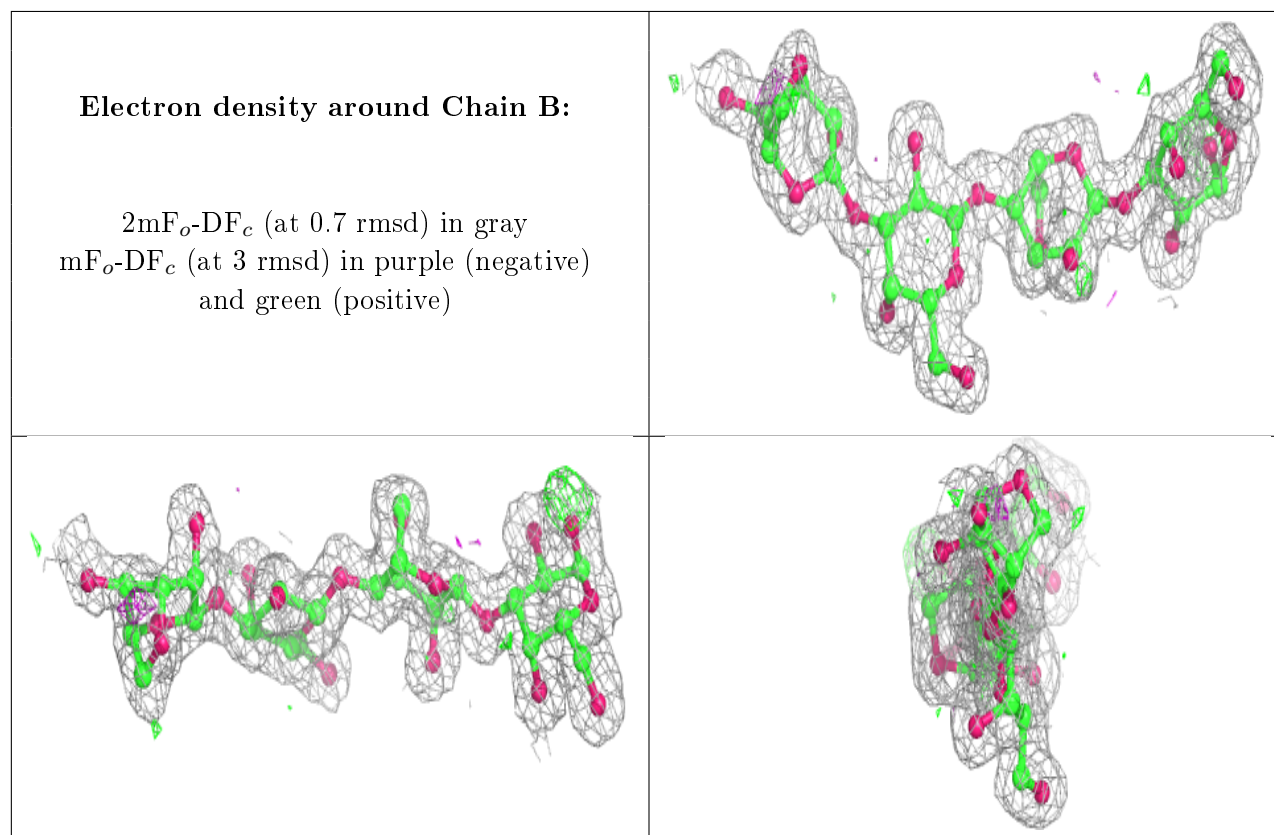 Electron density around Chain B:
2mFo-DFc (at 0.7 rmsd) in gray
mFo-DFc (at 3 rmsd) in purple (negative)
and green (positive)